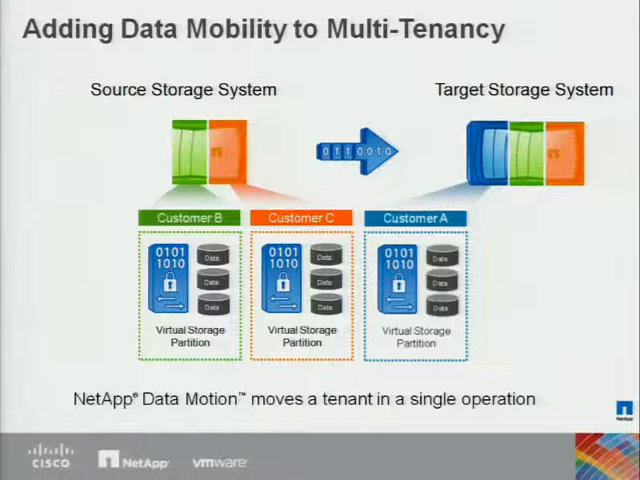 Adding Data Mobility to Multi-Tenancy
Source Storage System
Target Storage System
0110010
Customer B
Customer C
Customer A
0101
1010
Data
Data
Data
0101
1010
Data
Data
Data
0101
1010
Data
Data
Data
Virtual Storage
Partition
Virtual Storage
Partition
Virtual Storage
Partition
NetApp® Data Motion™ moves a tenant in a single operation
NetApp
CISCO
NetApp
vmware